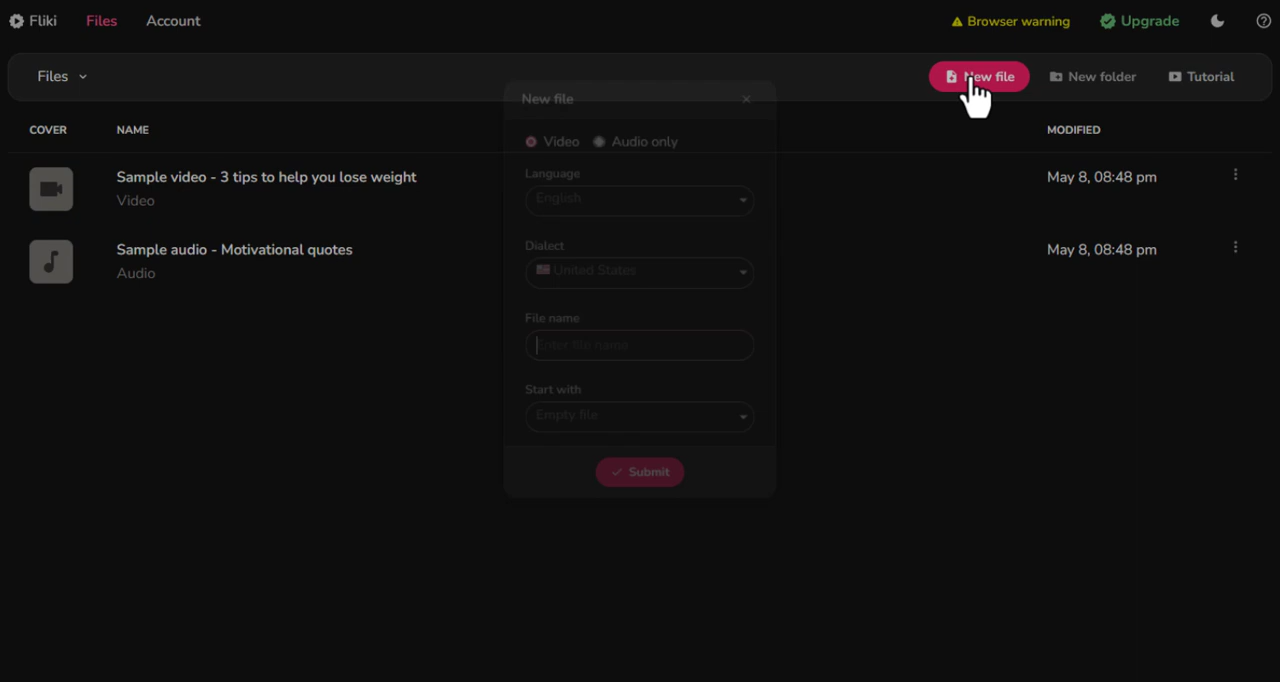 Fliki Files Account Browser warning Upgrade
Files New file New folder Tutorial
New file
COVER NAME MODIFIED
Video Audio only
Language
English
Dialect
United States
File name
Enter file name
Start with
Empty file
Submit
Sample video - 3 tips to help you lose weight May 8, 08:48 pm
Video
Sample audio - Motivational quotes May 8, 08:48 pm
Audio